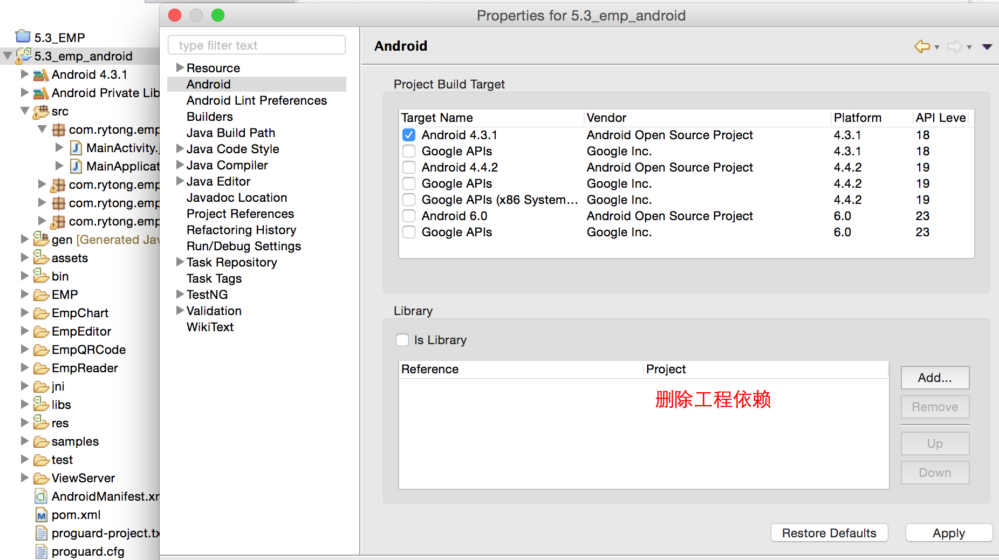 Properties for 5.3_emp_android
5.3_EMP
5.3_emp_android
Android 4.3.1
Android Private Lib
src
com.rytong.emp
MainActivity.j
MainApplicat
com.rytong.emp
com.rytong.emp
com.rytong.emp
gen [Generated Jav
assets
bin
EMP
EmpChart
EmpEditor
EmpQRCode
EmpReader
jni
libs
res
samples
test
ViewServer
AndroidManifest.xm
pom.xml
proguard-project.tx
proguard.cfg
type filter text
Resource
Android
Android Lint Preferences
Builders
Java Build Path
Java Code Style
Java Compiler
Java Editor
Javadoc Location
Project References
Refactoring History
Run/Debug Settings
Task Repository
Task Tags
TestNG
Validation
WikiText
Android
Project Build Target
Target Name Vendor Platform API Leve
Android 4.3.1 Android Open Source Project 4.3.1 18
Google APIs Google Inc. 4.3.1 18
Android 4.4.2 Android Open Source Project 4.4.2 19
Google APIs Google Inc. 4.4.2 19
Google APIs (x86 System... Google Inc. 4.4.2 19
Android 6.0 Android Open Source Project 6.0 23
Google APIs Google Inc. 6.0 23
Library
Is Library
Reference Project
删除工程依赖
Add...
Remove
Up
Down
Restore Defaults Apply